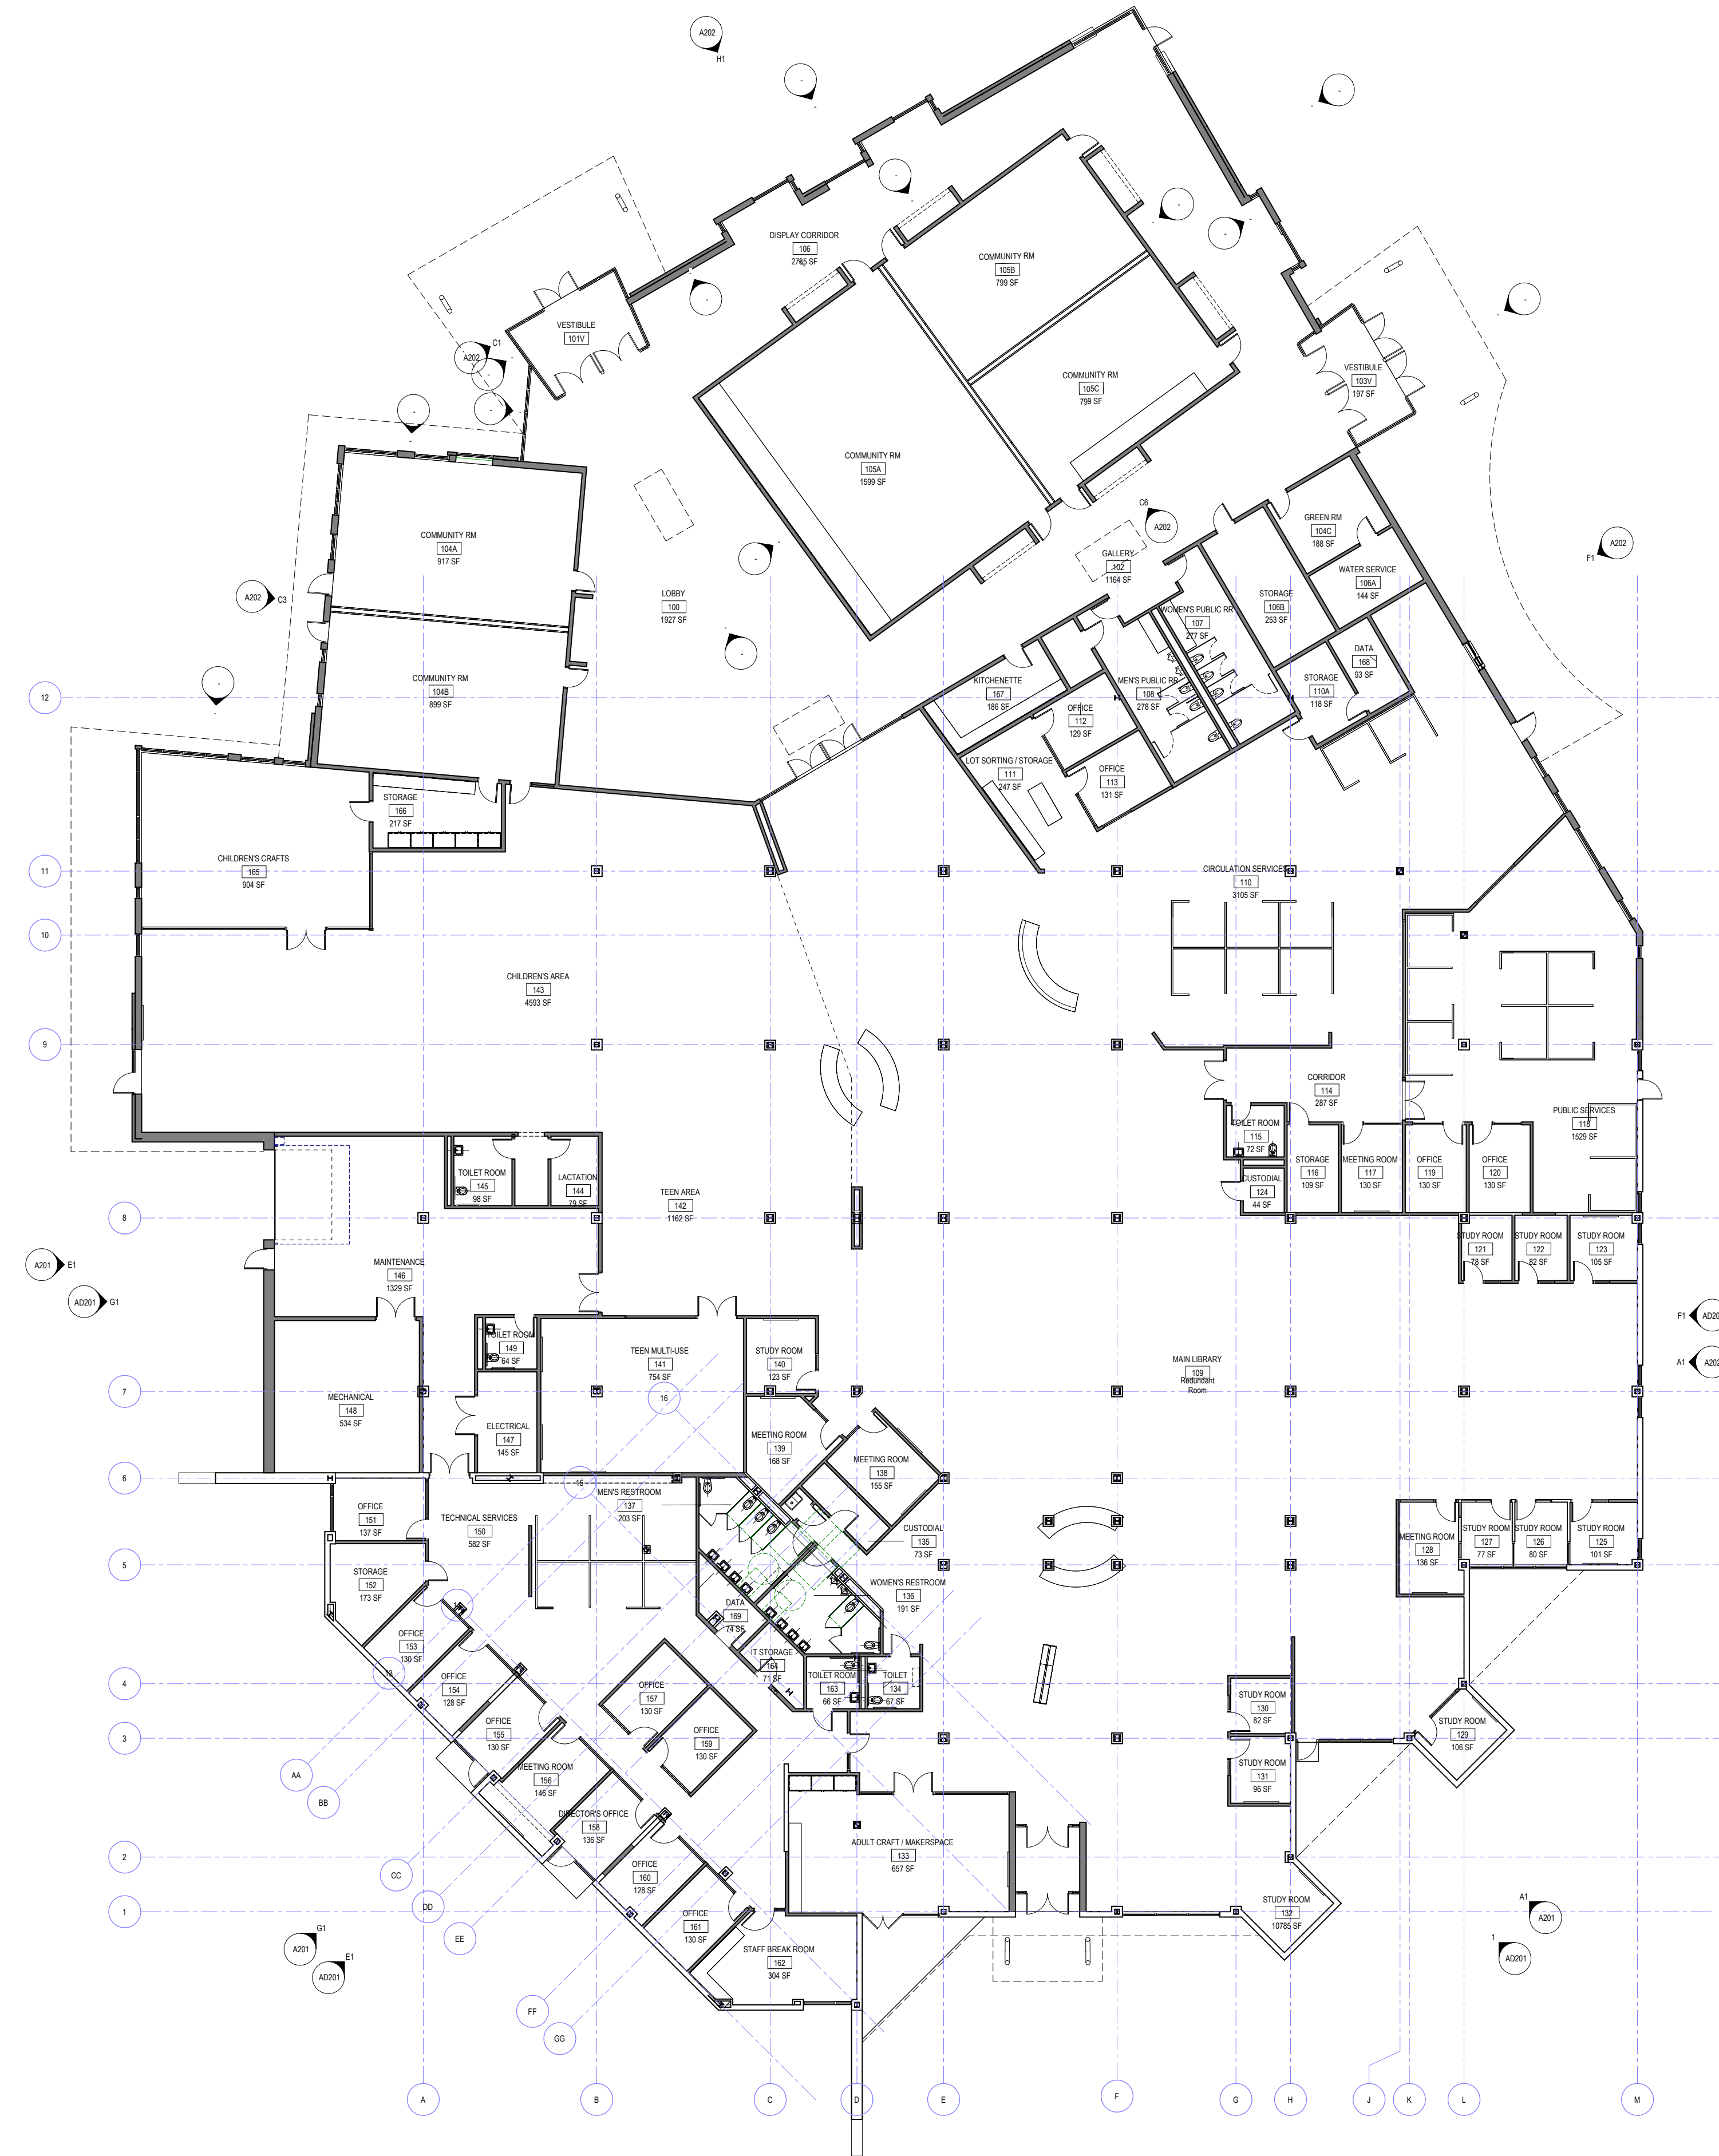 A202
H1
DISPLAY CORRIDOR
106
2785 SF
COMMUNITY RM
105B
799 SF
VESTIBULE
101V
C1
A202
COMMUNITY RM
105C
799 SF
VESTIBULE
103V
197 SF
COMMUNITY RM
105A
1599 SF
C6
A202
GREEN RM
104C
188 SF
COMMUNITY RM
104A
917 SF
GALLERY
102
1164 SF
F1
A202
WATER SERVICE
106A
144 SF
A202
C3
LOBBY
100
1927 SF
STORAGE
106B
253 SF
WOMEN'S PUBLIC RR
107
277 SF
DATA
168
93 SF
COMMUNITY RM
104B
899 SF
KITCHENETTE
167
186 SF
MEN'S PUBLIC RR
108
278 SF
STORAGE
110A
118 SF
12
OFFICE
112
129 SF
LOT SORTING / STORAGE
111
247 SF
OFFICE
113
131 SF
STORAGE
166
217 SF
CHILDREN'S CRAFTS
165
904 SF
11
CIRCULATION SERVICES
110
3105 SF
10
CHILDREN'S AREA
143
4593 SF
9
CORRIDOR
114
287 SF
PUBLIC SERVICES
118
1529 SF
TOILET ROOM
115
72 SF
STORAGE
116
109 SF
MEETING ROOM
117
130 SF
OFFICE
119
130 SF
OFFICE
120
130 SF
CUSTODIAL
124
44 SF
TOILET ROOM
145
98 SF
LACTATION
144
79 SF
TEEN AREA
142
1162 SF
8
STUDY ROOM
121
78 SF
STUDY ROOM
122
82 SF
STUDY ROOM
123
105 SF
A201
E1
MAINTENANCE
146
1329 SF
AD201
G1
F1
AD20
TOILET ROOM
149
64 SF
TEEN MULTI-USE
141
754 SF
STUDY ROOM
140
123 SF
MAIN LIBRARY
109
Redundant
Room
A1
A202
7
16
MECHANICAL
148
534 SF
ELECTRICAL
147
145 SF
MEETING ROOM
139
168 SF
MEETING ROOM
138
155 SF
6
15
MEN'S RESTROOM
137
203 SF
OFFICE
151
137 SF
TECHNICAL SERVICES
150
582 SF
CUSTODIAL
135
73 SF
MEETING ROOM
128
136 SF
STUDY ROOM
127
77 SF
STUDY ROOM
126
80 SF
STUDY ROOM
125
101 SF
5
STORAGE
152
173 SF
WOMEN'S RESTROOM
136
191 SF
DATA
169
74 SF
OFFICE
153
130 SF
IT STORAGE
164
71 SF
13
OFFICE
154
128 SF
OFFICE
157
130 SF
TOILET ROOM
163
66 SF
TOILET
134
67 SF
4
STUDY ROOM
130
82 SF
OFFICE
155
130 SF
OFFICE
159
130 SF
STUDY ROOM
129
106 SF
3
AA
MEETING ROOM
156
146 SF
STUDY ROOM
131
96 SF
BB
DIRECTOR'S OFFICE
158
136 SF
ADULT CRAFT / MAKERSPACE
133
657 SF
2
CC
OFFICE
160
128 SF
DD
1
OFFICE
161
130 SF
STUDY ROOM
132
10785 SF
A1
A201
EE
G1
A201
E1
AD201
STAFF BREAK ROOM
162
304 SF
1
AD201
FF
GG
A
B
C
D
E
F
G
H
J
K
L
M